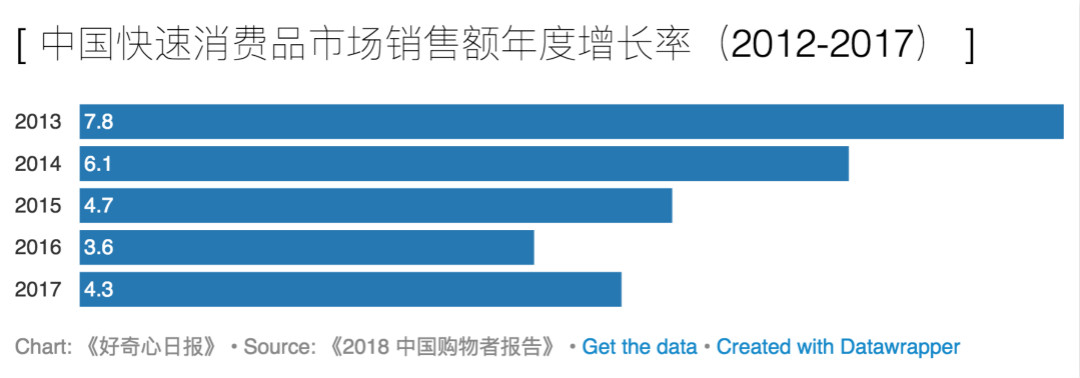 [ 中国快速消费品市场销售额年度增长率（2012-2017） ]
2013 7.8
2014 6.1
2015 4.7
2016 3.6
2017 4.3
Chart: 《好奇心日报》 • Source: 《2018 中国购物者报告》 • Get the data • Created with Datawrapper